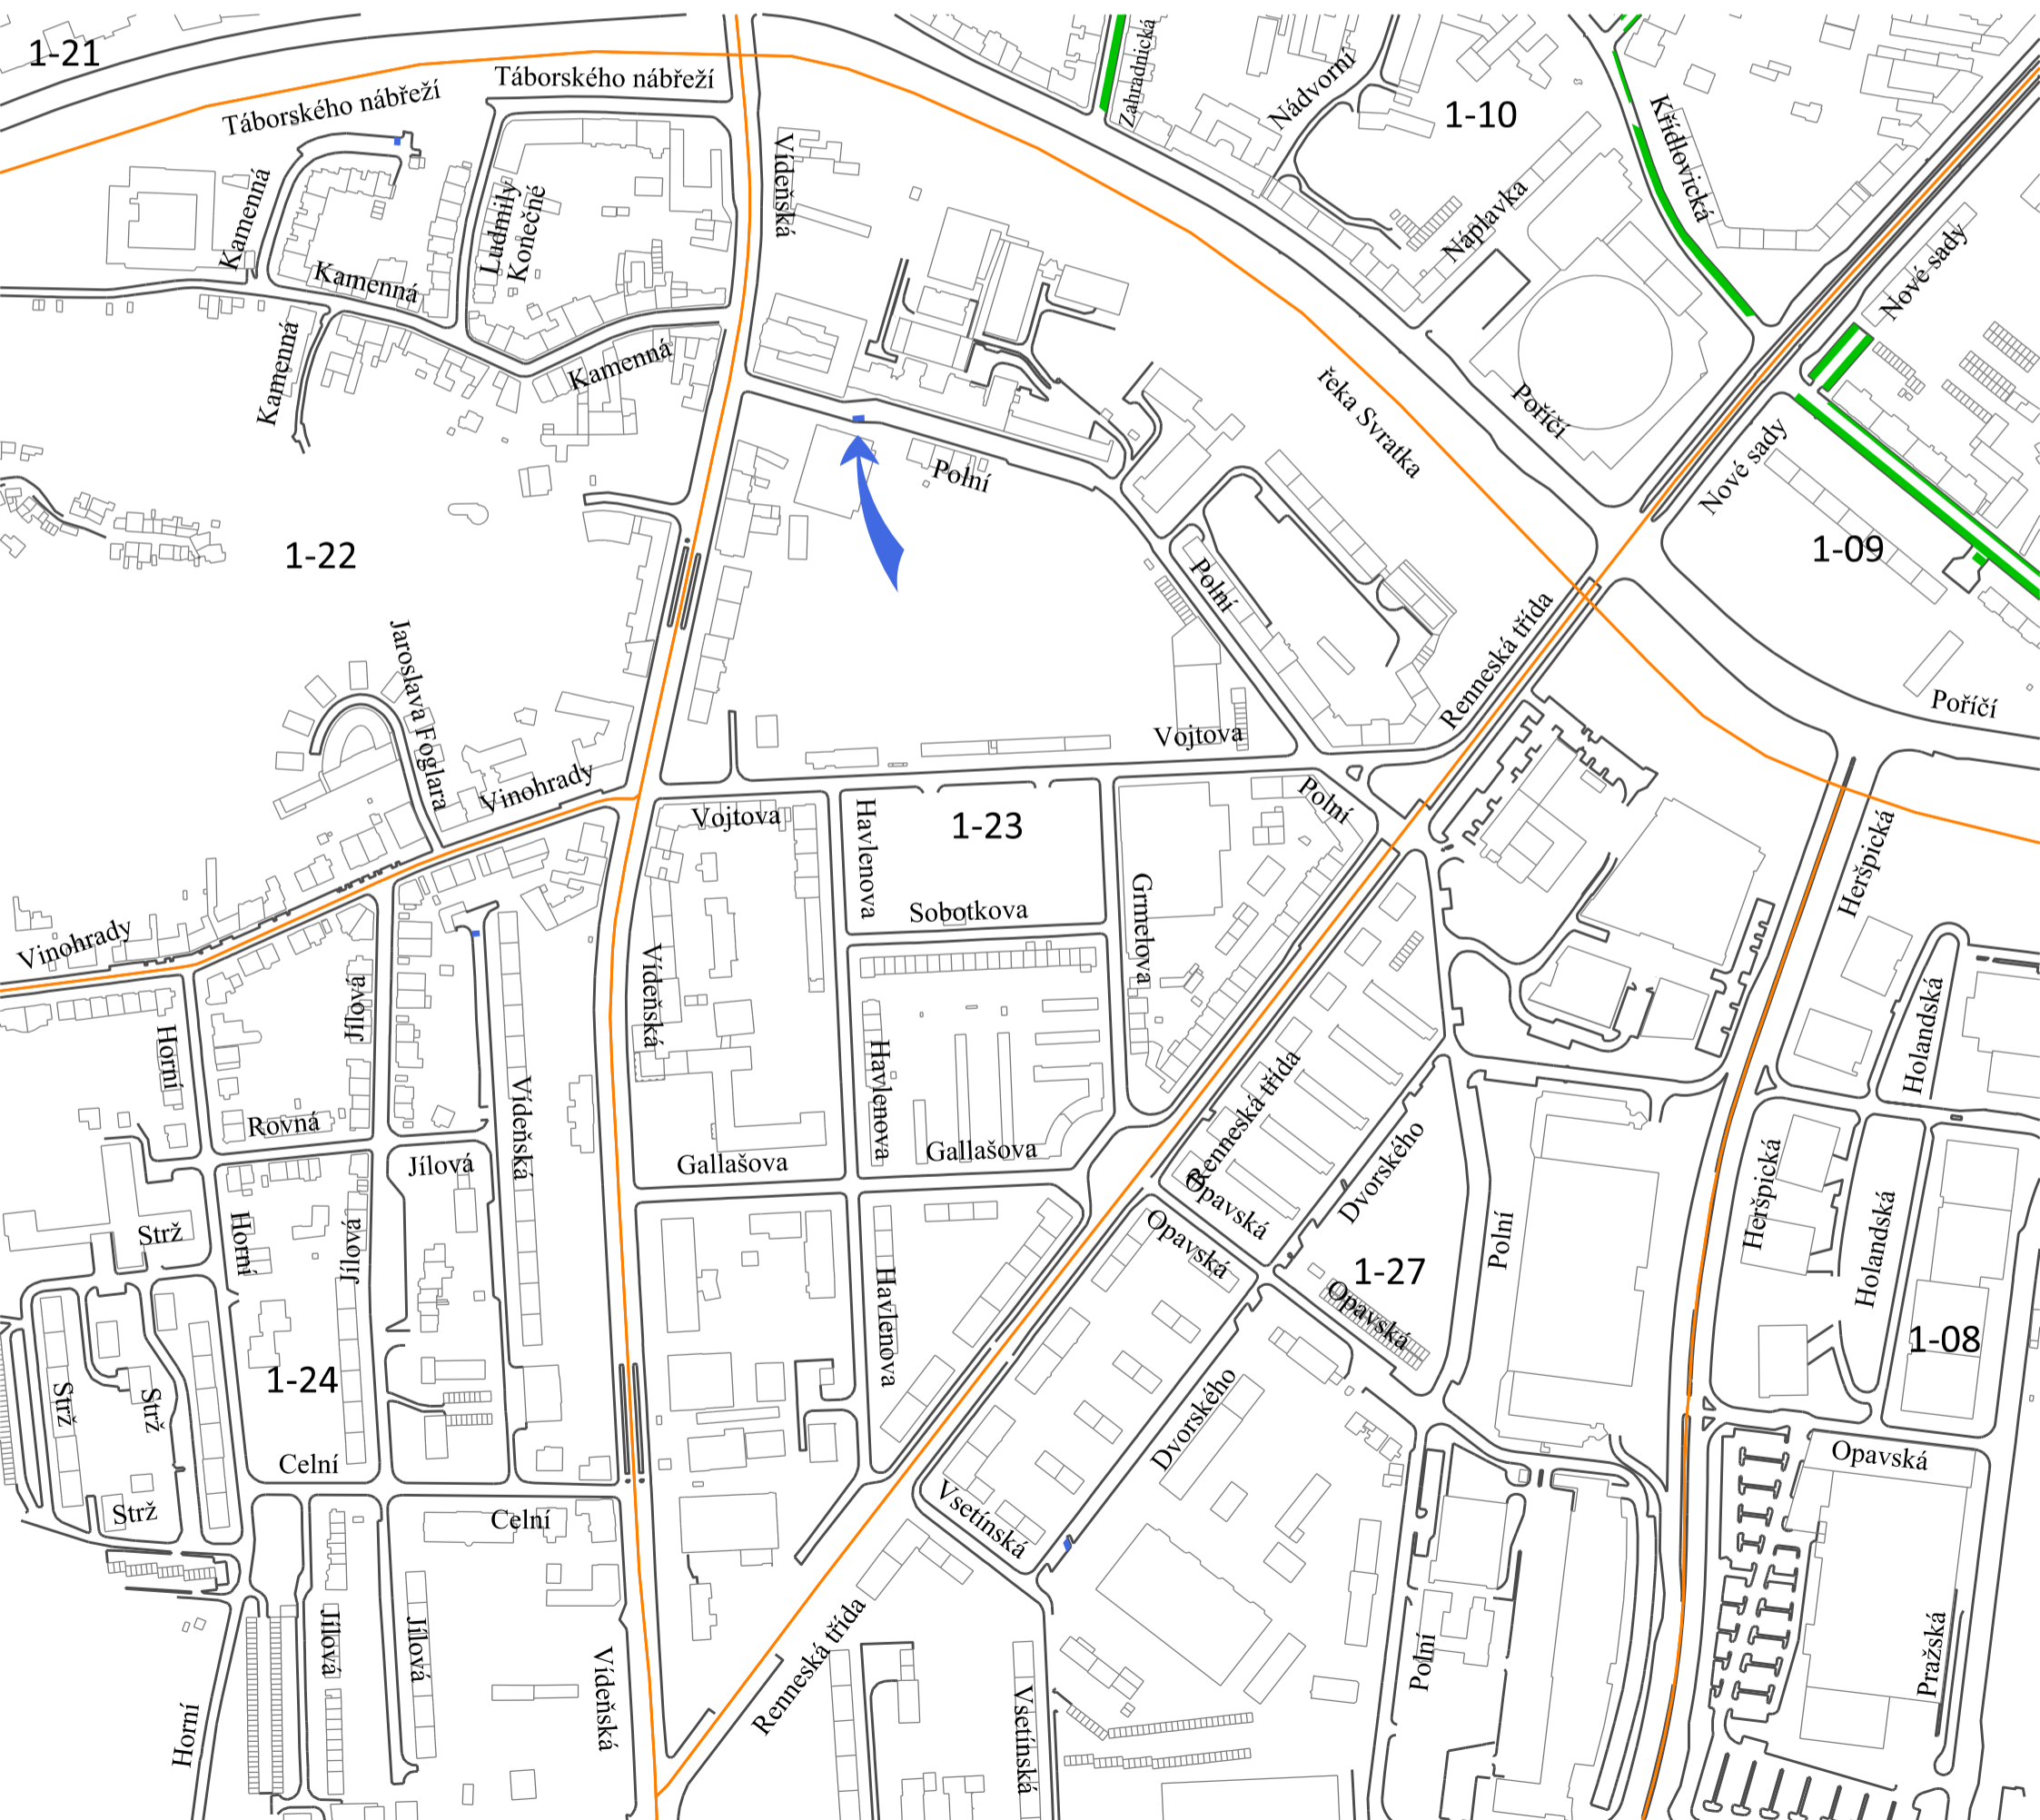 1-21
Táborského nábřeží
Táborského nábřeží
Zahradnická
Nádvorní
1-10
Křídlovická
Vídeňská
Kamenná
Ludmily
Konečné
Náplavka
Nové sady
Kamenná
Kamenná
Kamenná
řeka Svratka
Poříčí
Nové sady
Polní
1-22
1-09
Polní
Renneská třída
Jaroslava Foglara
Poříčí
Vojtova
Vinohrady
Vojtova
Havlenova
1-23
Polní
Heršpická
Sobotkova
Grmelova
Vinohrady
Vídeňská
Jílová
Holandská
Horní
Havlenova
Renneská třída
Vídeňská
Rovná
Jílová
Gallašova
Gallašova
Dvorského
Opavská
Heršpická
Strž
Horní
Jílová
Opavská
Polní
Holandská
1-27
Opavská
Havlenova
1-08
1-24
Strž
Strž
Dvorského
Celní
Opavská
Strž
Celní
Vsetínská
Jílová
Jílová
Renneská třída
Vídeňská
Polní
Pražská
Horní
Vsetínská